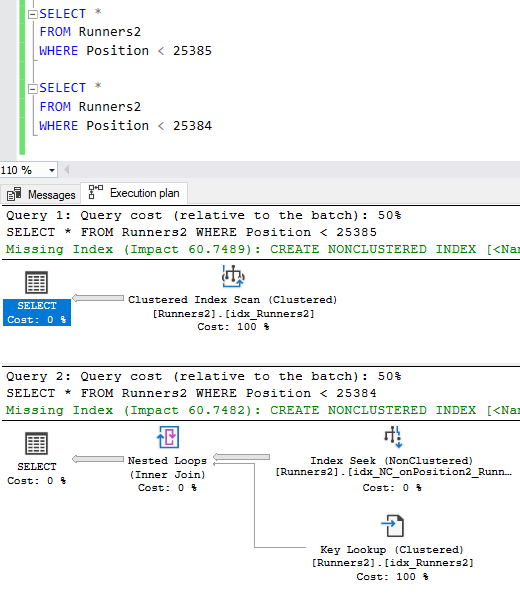 SELECT *
FROM Runners2
WHERE Position < 25385
SELECT *
FROM Runners2
WHERE Position < 25384
110 %
Messages
Execution plan
Query 1: Query cost (relative to the batch): 50%
SELECT * FROM Runners2 WHERE Position < 25385
Missing Index (Impact 60.7489): CREATE NONCLUSTERED INDEX [<Nar
SELECT
Cost: 0 %
Clustered Index Scan (Clustered)
[Runners2].[idx_Runners2]
Cost: 100 %
Query 2: Query cost (relative to the batch): 50%
SELECT * FROM Runners2 WHERE Position < 25384
Missing Index (Impact 60.7482): CREATE NONCLUSTERED INDEX [<Nar
SELECT
Cost: 0 %
Nested Loops
(Inner Join)
Cost: 0 %
Index Seek (NonClustered)
[Runners2].[idx_NC_onPosition2_Runn…
Cost: 0 %
Key Lookup (Clustered)
[Runners2].[idx_Runners2]
Cost: 100 %